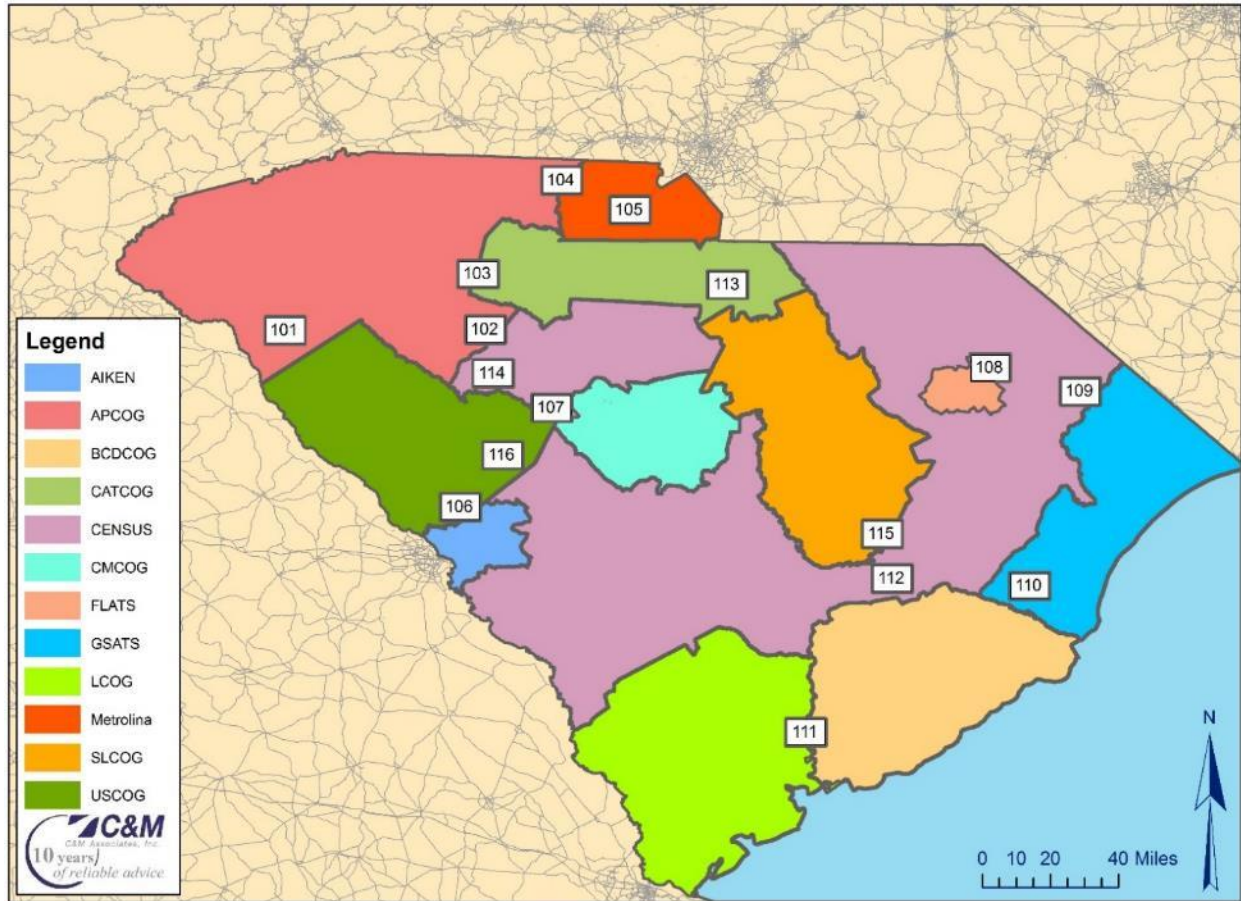 104
105
103
113
101
102
108
114
109
107
116
106
115
112
110
111
Legend
AIKEN
APCOG
BCDCOG
CATCOG
CENSUS
CMCOG
FLATS
GSATS
LCOG
Metrolina
SLCOG
USCOG
C&M
C&M Associates, Inc.
10 years
of reliable advice
N
0 10 20 40 Miles